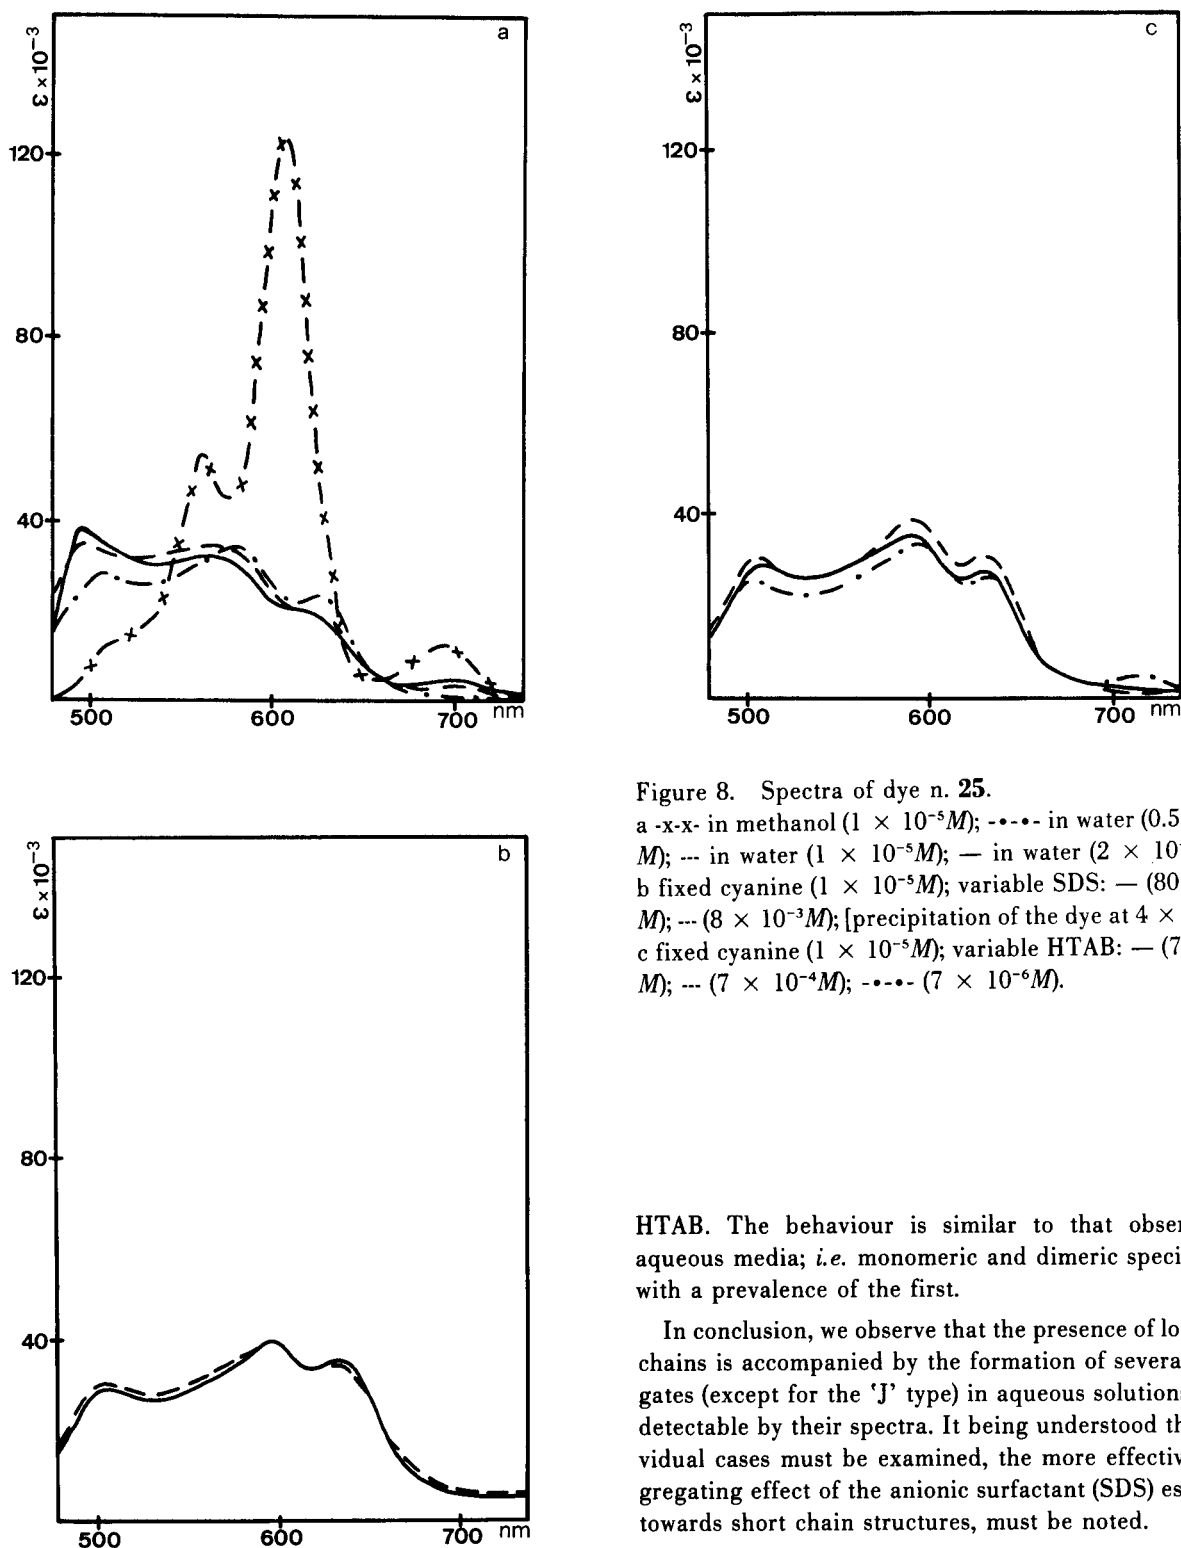 a
ε × 10⁻³
120
80
40
500 600 700 nm
c
ε × 10⁻³
120
80
40
500 600 700 nm
b
ε × 10⁻³
120
80
40
500 600 700 nm
Figure 8. Spectra of dye n. 25.
a -x-x- in methanol (1 × 10⁻⁵M); -•-•- in water (0.5
M); --- in water (1 × 10⁻⁵M); — in water (2 × 10
b fixed cyanine (1 × 10⁻⁵M); variable SDS: — (80
M); --- (8 × 10⁻³M); [precipitation of the dye at 4 ×
c fixed cyanine (1 × 10⁻⁵M); variable HTAB: — (7
M); --- (7 × 10⁻⁴M); -•-•- (7 × 10⁻⁶M).
HTAB. The behaviour is similar to that obser
aqueous media; i.e. monomeric and dimeric speci
with a prevalence of the first.
In conclusion, we observe that the presence of lo
chains is accompanied by the formation of severa
gates (except for the 'J' type) in aqueous solution
detectable by their spectra. It being understood th
vidual cases must be examined, the more effectiv
gregating effect of the anionic surfactant (SDS) es
towards short chain structures, must be noted.